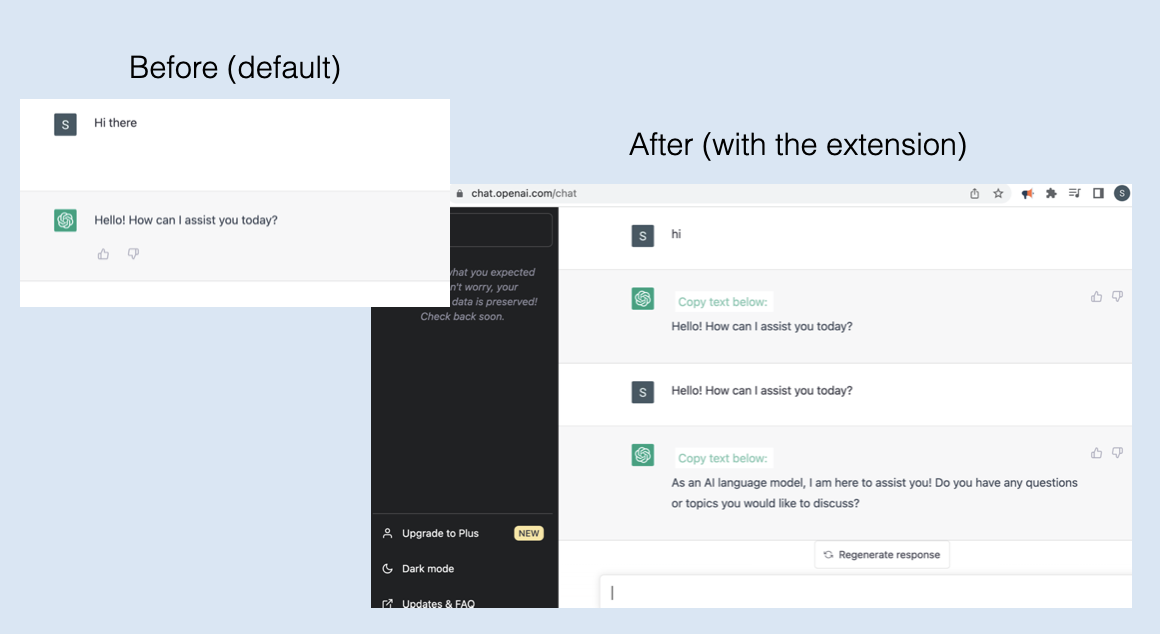 Before (default)
S
Hi there
Hello! How can I assist you today?
After (with the extension)
chat.openai.com/chat
S
what you expected
n't worry, your
data is preserved!
Check back soon.
Upgrade to Plus NEW
Dark mode
Updates & FAQ
S
hi
Copy text below:
Hello! How can I assist you today?
S
Hello! How can I assist you today?
Copy text below:
As an AI language model, I am here to assist you! Do you have any questions
or topics you would like to discuss?
Regenerate response